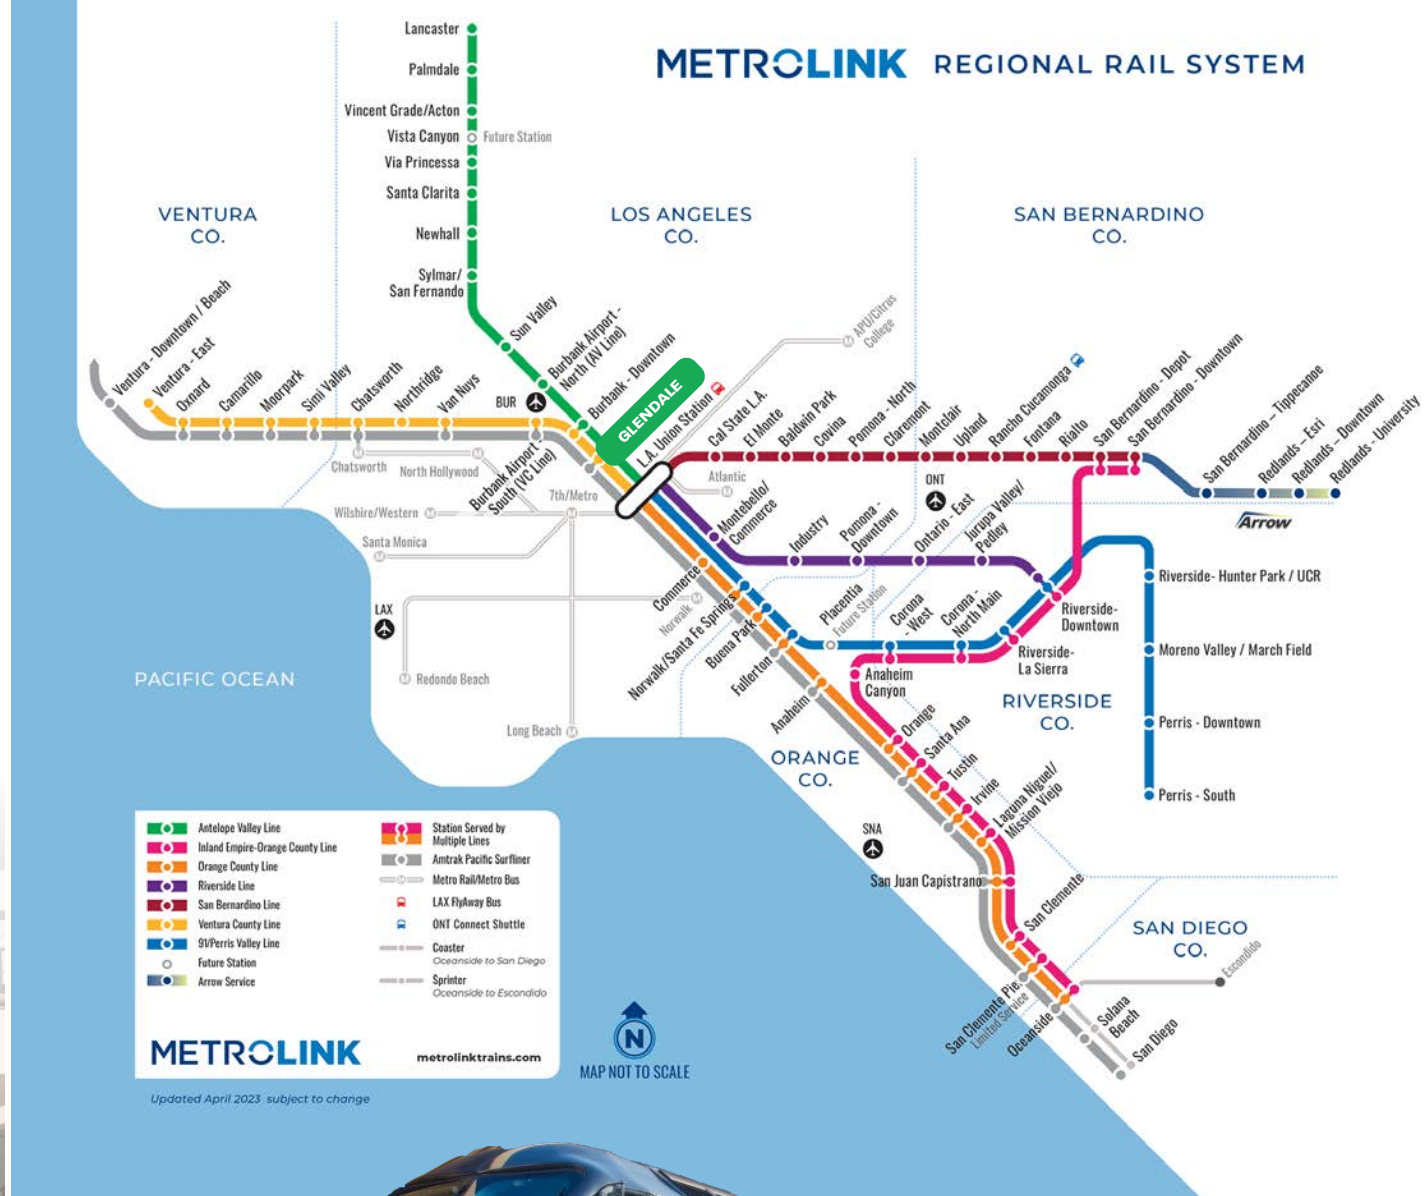 METROLINK REGIONAL RAIL SYSTEM
Lancaster
Palmdale
Vincent Grade/Acton
Vista Canyon
Future Station
Via Princessa
Santa Clarita
Newhall
Sylmar/
San Fernando
VENTURA
CO.
LOS ANGELES
CO.
SAN BERNARDINO
CO.
Sun Valley
Burbank Airport -
North (AV Line)
Burbank - Downtown
GLENDALE
L.A. Union Station
APU/Citrus
College
Ventura - Downtown / Beach
Ventura - East
Oxnard
Camarillo
Moorpark
Simi Valley
Chatsworth
Northridge
Van Nuys
BUR
Burbank Airport -
South (VC Line)
Cal State L.A.
El Monte
Baldwin Park
Covina
Pomona - North
Claremont
Montclair
Upland
Rancho Cucamonga
Fontana
Rialto
San Bernardino - Depot
San Bernardino - Downtown
San Bernardino – Tippecanoe
Redlands – Esri
Redlands – Downtown
Redlands - University
Arrow
M
Chatsworth
M
North Hollywood
M
Atlantic
M
7th/Metro
M
Wilshire/Western
M
Santa Monica
M
ONT
Montebello/
Commerce
Industry
Pomona -
Downtown
Ontario - East
Jurupa Valley/
Pedley
LAX
Commerce
Norwalk
M
Norwalk/Santa Fe Springs
Buena Park
Fullerton
Anaheim
Placentia
Future Station
Corona
- West
Corona -
North Main
Riverside-
Downtown
Riverside-
La Sierra
Riverside- Hunter Park / UCR
Moreno Valley / March Field
Perris - Downtown
Perris - South
PACIFIC OCEAN
M
Redondo Beach
Long Beach
M
Anaheim
Canyon
RIVERSIDE
CO.
ORANGE
CO.
Orange
Santa Ana
Tustin
Irvine
Laguna Niguel/
Mission Viejo
SNA
San Juan Capistrano
San Clemente
SAN DIEGO
CO.
Escondido
San Clemente Pier
Limited Service
Oceanside
Solana
Beach
San Diego
Antelope Valley Line
Inland Empire-Orange County Line
Orange County Line
Riverside Line
San Bernardino Line
Ventura County Line
91/Perris Valley Line
Future Station
Arrow Service
Station Served by
Multiple Lines
Amtrak Pacific Surfliner
M
Metro Rail/Metro Bus
LAX FlyAway Bus
ONT Connect Shuttle
Coaster
Oceanside to San Diego
Sprinter
Oceanside to Escondido
METROLINK
metrolinktrains.com
N
MAP NOT TO SCALE
Updated April 2023 subject to change